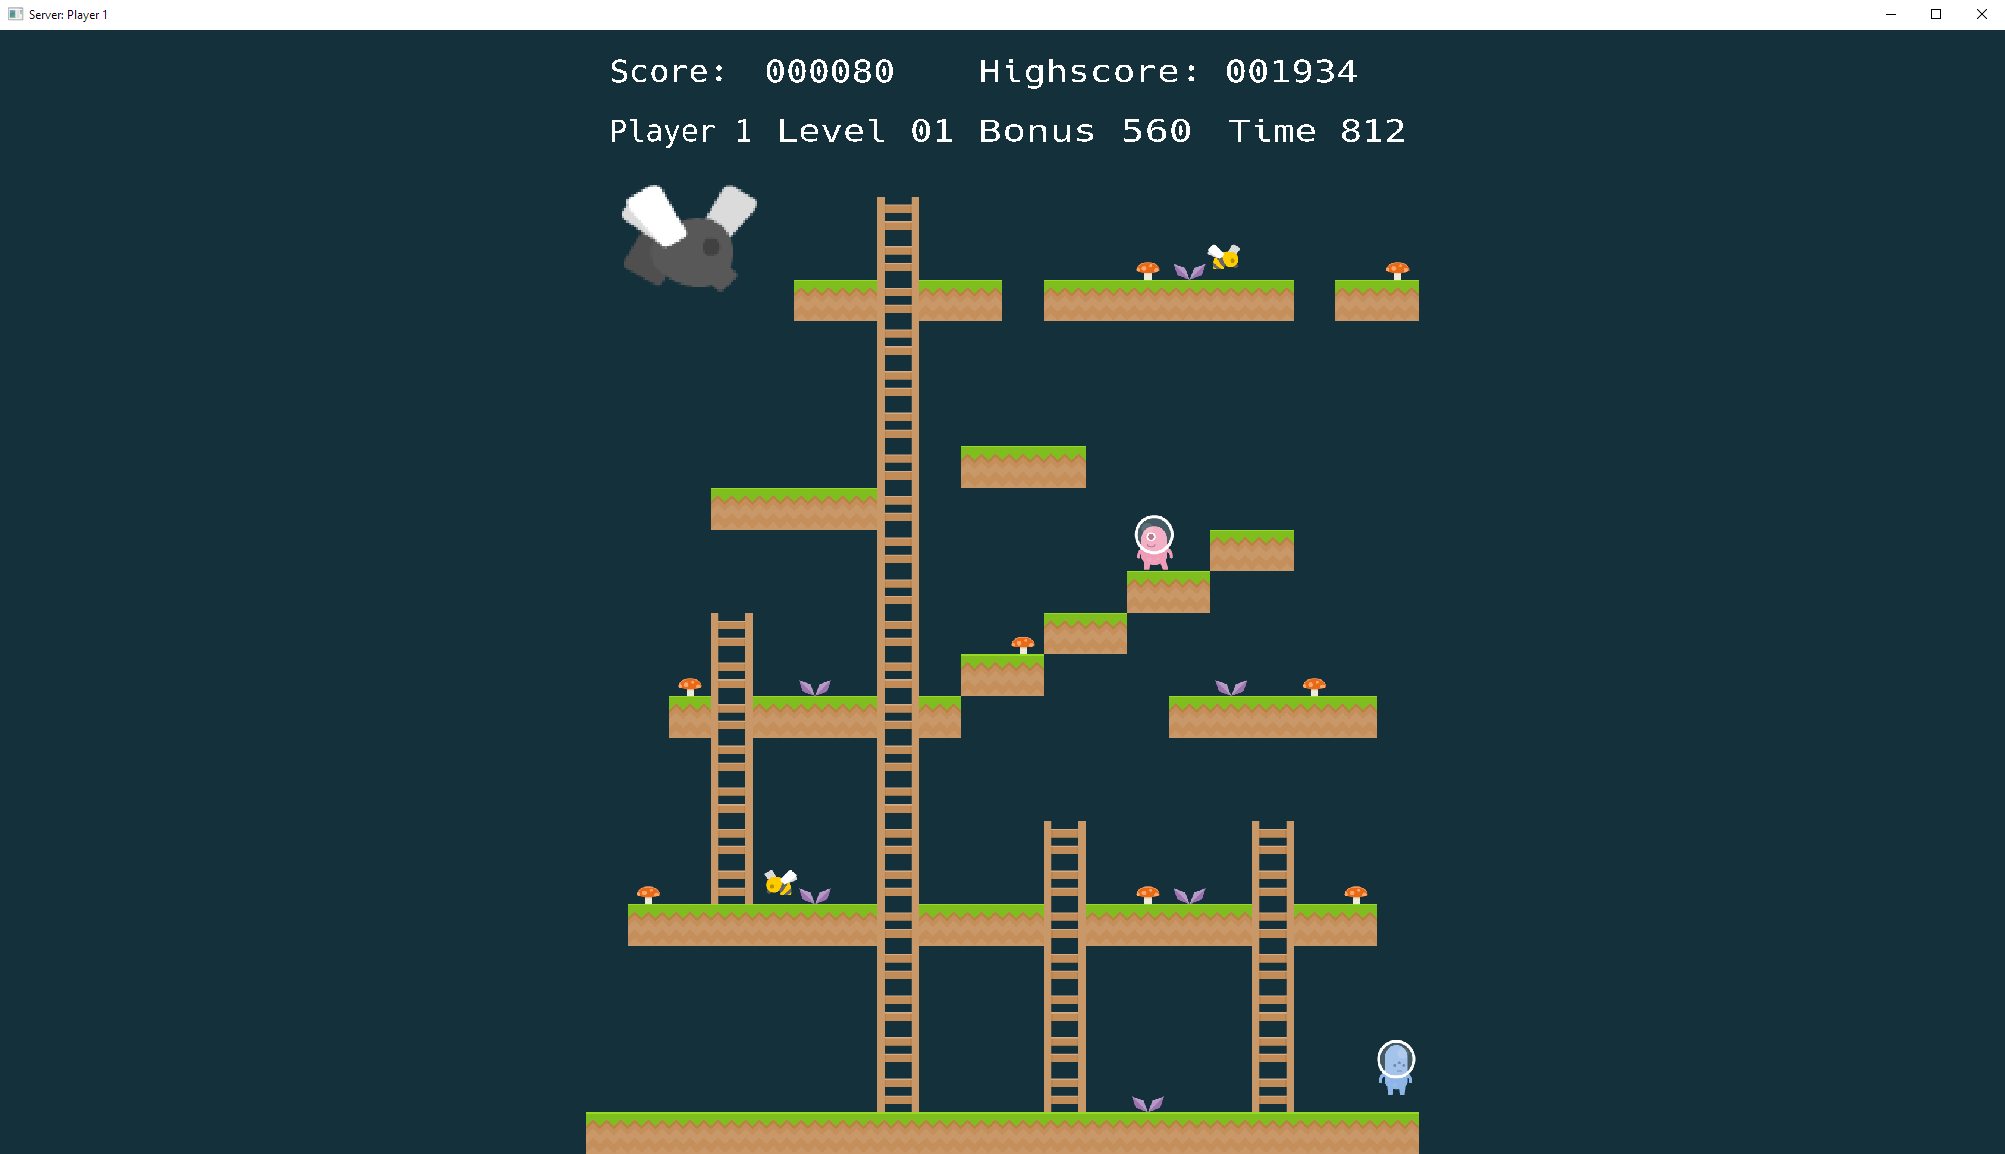 Server: Player 1
Score: 000080 Highscore: 001934
Player 1 Level 01 Bonus 560 Time 812